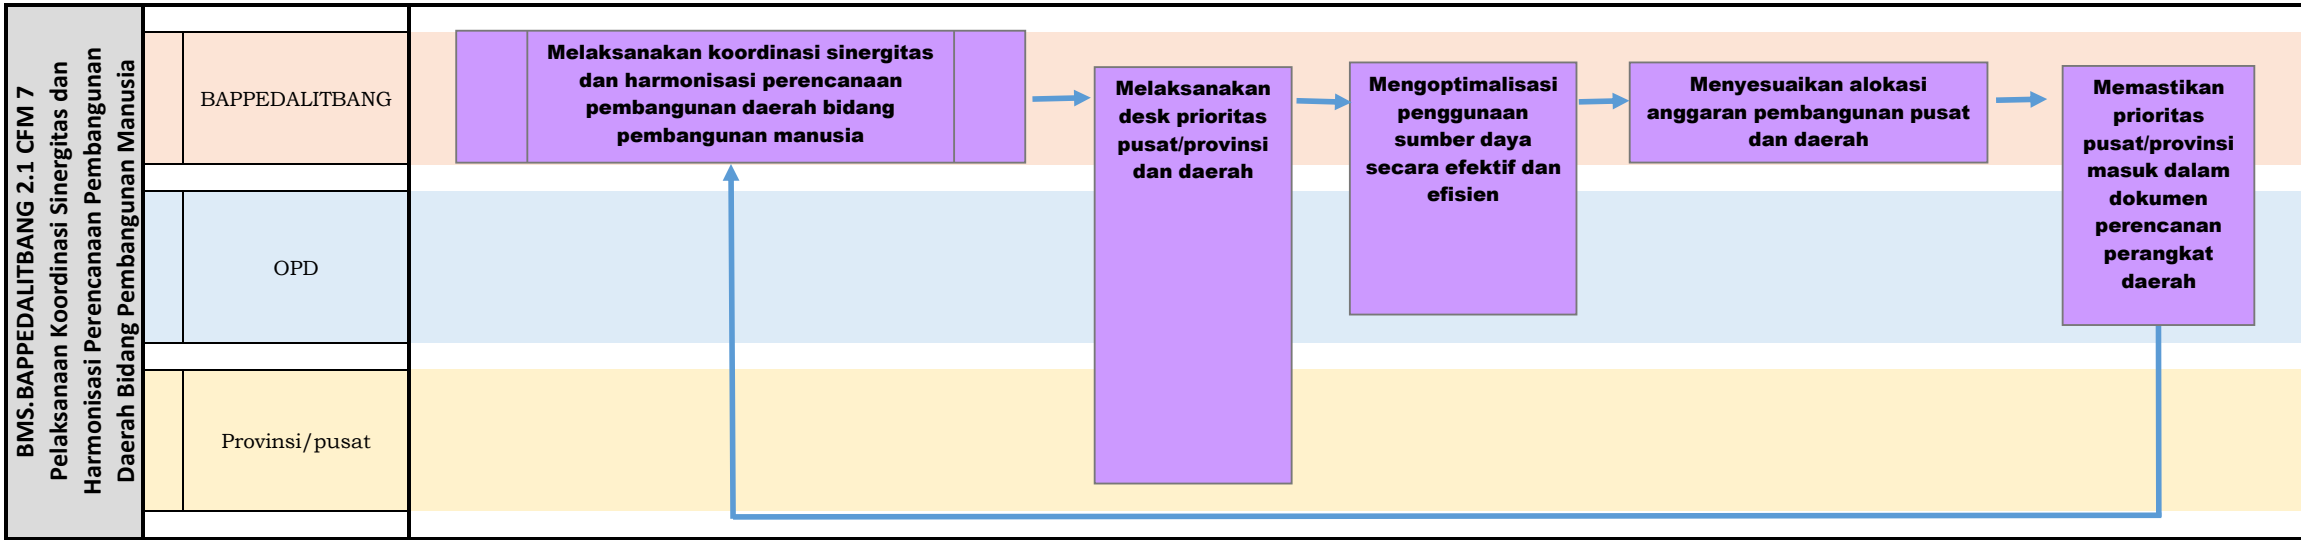 BMS.BAPPEDALITBANG 2.1 CFM 7
Pelaksanaan Koordinasi Sinergitas dan
Harmonisasi Perencanaan Pembangunan
Daerah Bidang Pembangunan Manusia
BAPPEDALITBANG
OPD
Provinsi/pusat
Melaksanakan koordinasi sinergitas
dan harmonisasi perencanaan
pembangunan daerah bidang
pembangunan manusia
Melaksanakan
desk prioritas
pusat/provinsi
dan daerah
Mengoptimalisasi
penggunaan
sumber daya
secara efektif dan
efisien
Menyesuaikan alokasi
anggaran pembangunan pusat
dan daerah
Memastikan
prioritas
pusat/provinsi
masuk dalam
dokumen
perencanan
perangkat
daerah